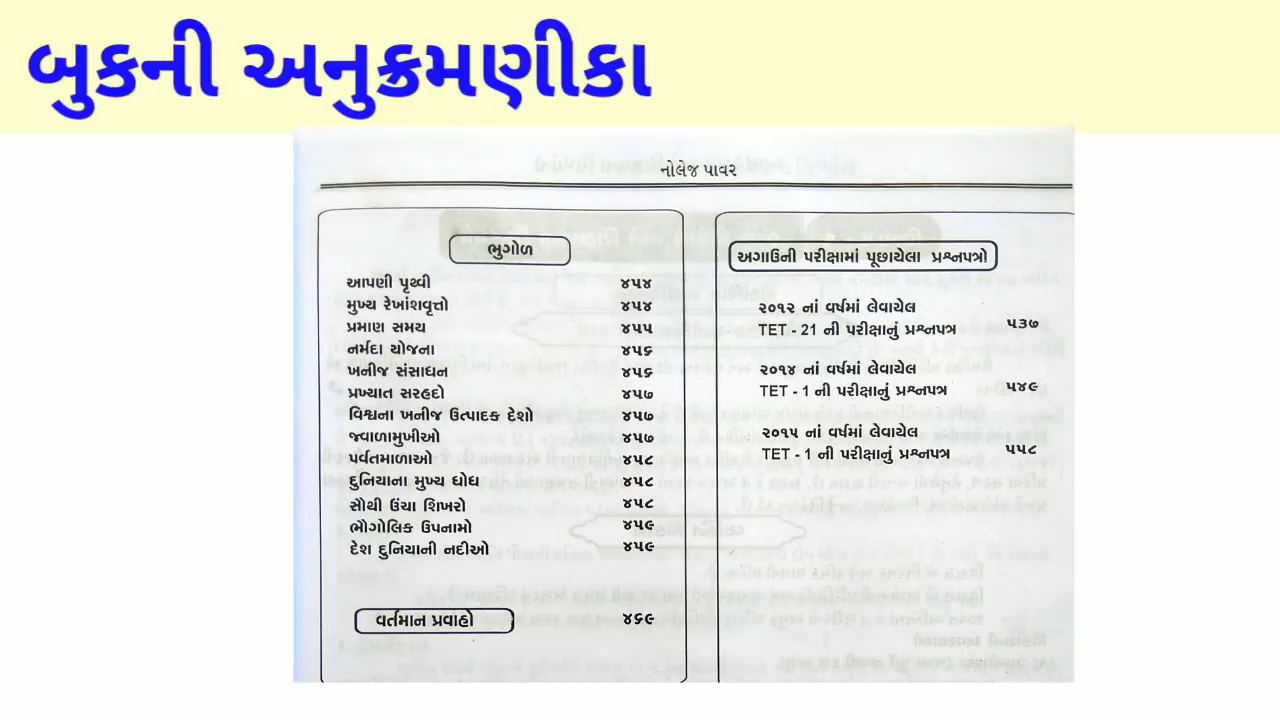 બુકની અનુક્રમણીકા
નોલેજ પાવર
ભુગોળ
આપણી પૃથ્વી ૪૫૪
મુખ્ય રેખાંશવૃત્તો ૪૫૪
પ્રમાણ સમય ૪૫૫
નર્મદા યોજના ૪૫૬
ખનીજ સંસાધન ૪૫૬
પ્રખ્યાત સરહદો ૪૫૭
વિશ્વના ખનીજ ઉત્પાદક દેશો ૪૫૭
જ્વાળામુખીઓ ૪૫૭
પર્વતમાળાઓ ૪૫૮
દુનિયાના મુખ્ય ધોધ ૪૫૮
સૌથી ઉંચા શિખરો ૪૫૮
ભૌગોલિક ઉપનામો ૪૫૯
દેશ દુનિયાની નદીઓ ૪૫૯
વર્તમાન પ્રવાહો ૪૬૯
અગાઉની પરીક્ષામાં પૂછાયેલા પ્રશ્નપત્રો
૨૦૧૨ નાં વર્ષમાં લેવાયેલ
TET - 21 ની પરીક્ષાનું પ્રશ્નપત્ર ૫૩૭
૨૦૧૪ નાં વર્ષમાં લેવાયેલ
TET - 1 ની પરીક્ષાનું પ્રશ્નપત્ર ૫૪૯
૨૦૧૫ નાં વર્ષમાં લેવાયેલ
TET - 1 ની પરીક્ષાનું પ્રશ્નપત્ર ૫૫૮